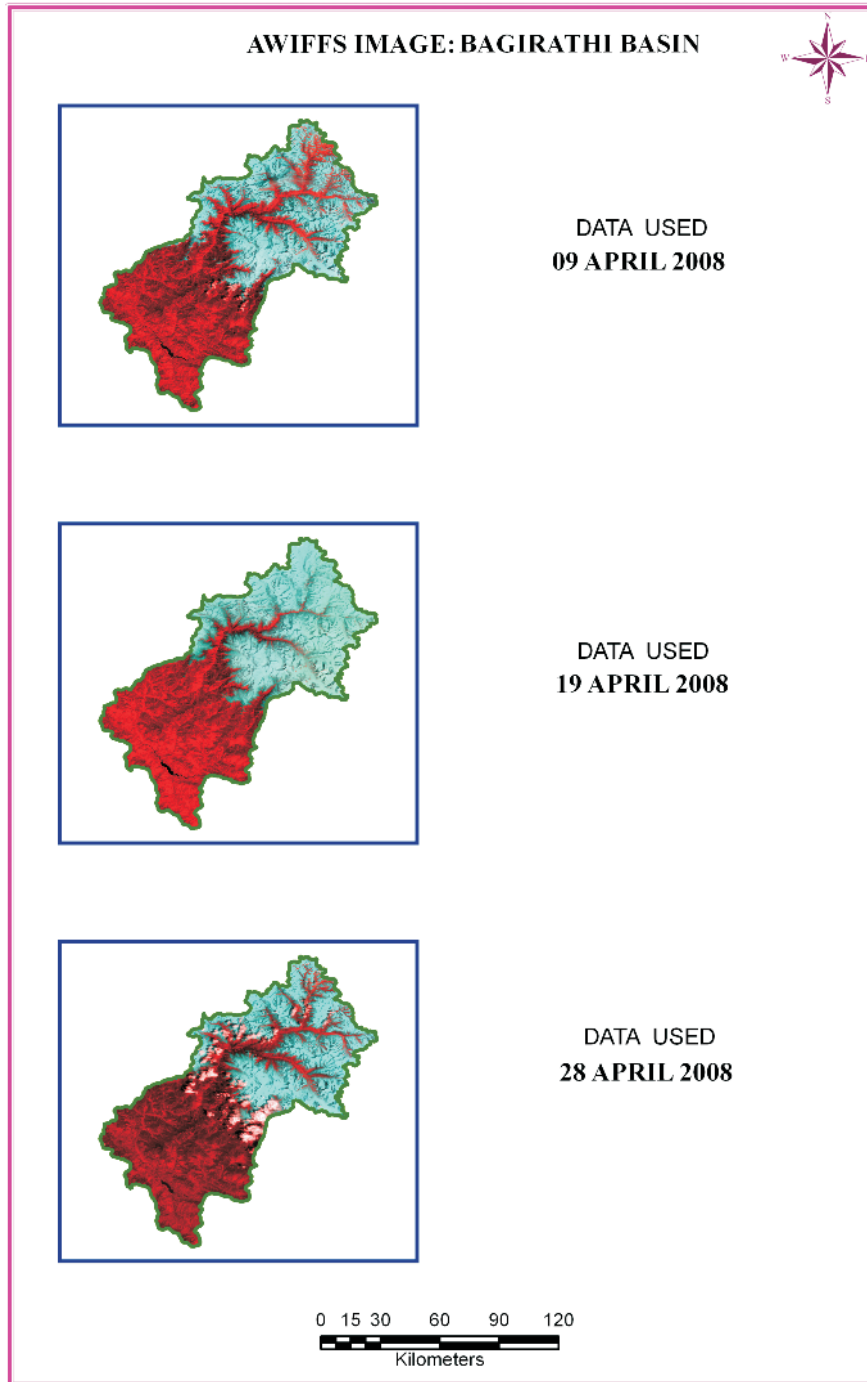 AWIFFS IMAGE: BAGIRATHI BASIN
N
W
S
DATA USED
09 APRIL 2008
DATA USED
19 APRIL 2008
DATA USED
28 APRIL 2008
0 15 30 60 90 120
Kilometers